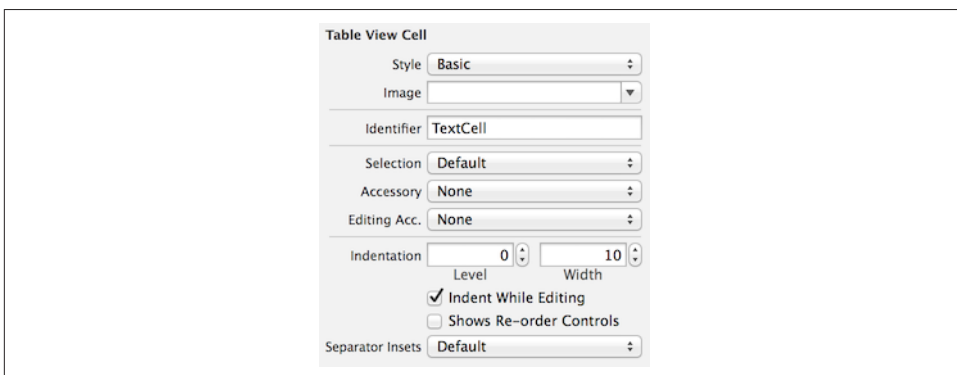 Table View Cell
Style Basic
Image
Identifier TextCell
Selection Default
Accessory None
Editing Acc. None
Indentation 0 10
Level Width
Indent While Editing
Shows Re-order Controls
Separator Insets Default